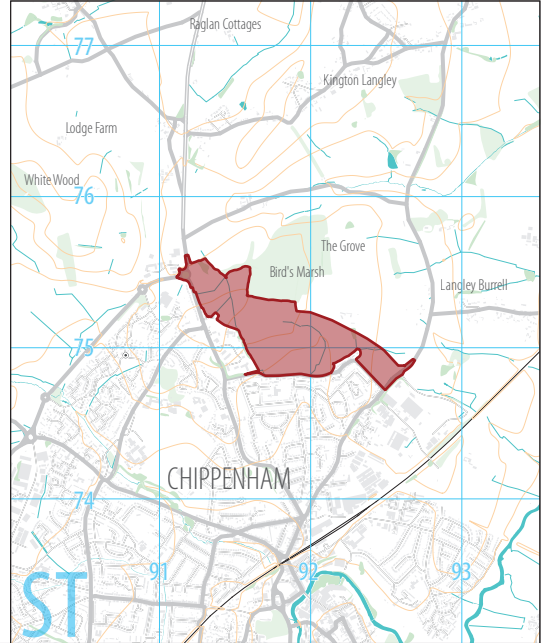 Raglan Cottages
77
Kington Langley
Lodge Farm
White Wood
76
The Grove
Bird's Marsh
Langley Burrell
75
CHIPPENHAM
74
91
92
93
ST